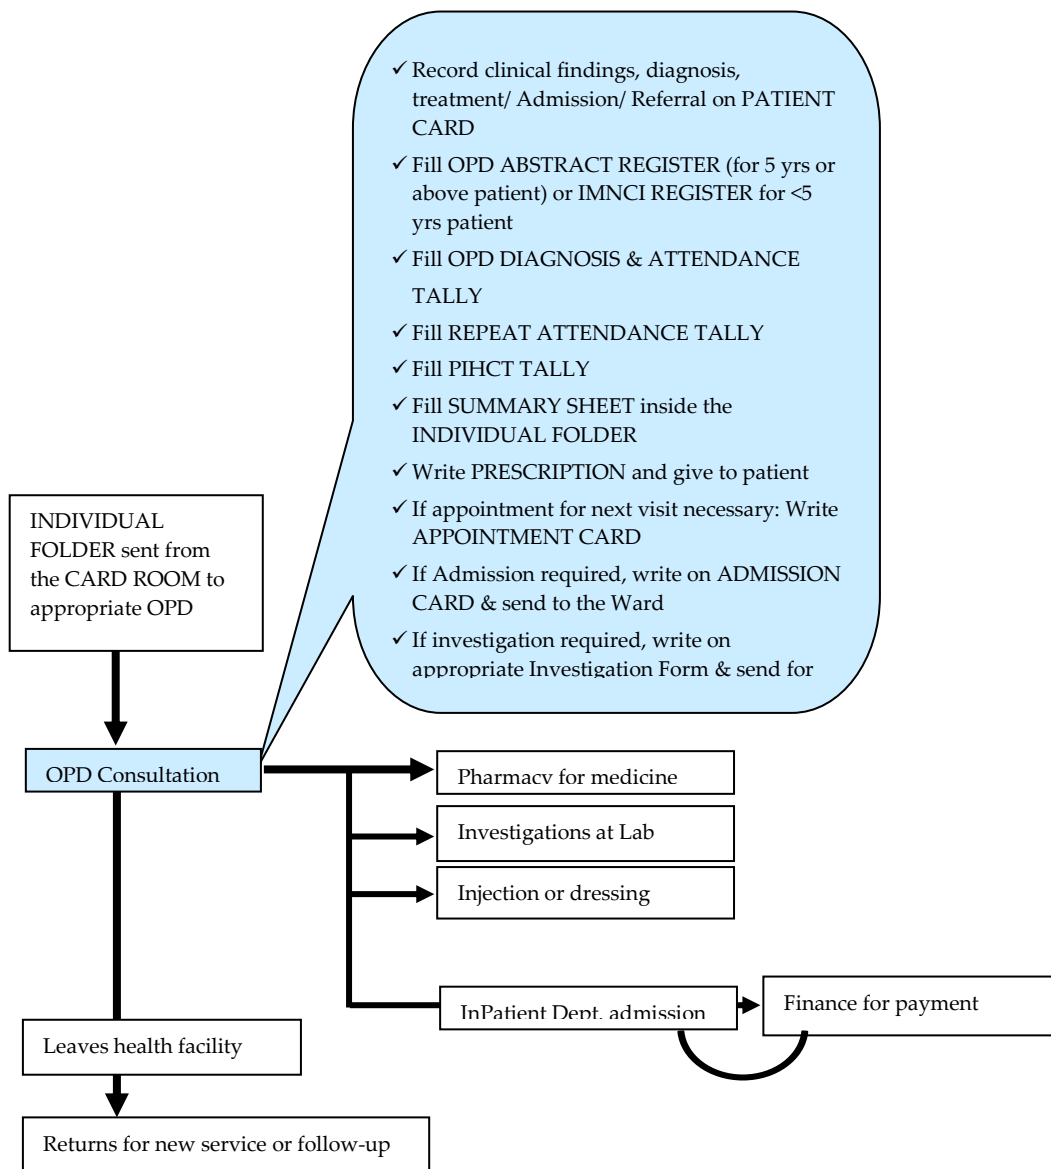 ✓ Record clinical findings, diagnosis,
treatment/ Admission/ Referral on PATIENT
CARD
✓ Fill OPD ABSTRACT REGISTER (for 5 yrs or
above patient) or IMNCI REGISTER for <5
yrs patient
✓ Fill OPD DIAGNOSIS & ATTENDANCE
TALLY
✓ Fill REPEAT ATTENDANCE TALLY
✓ Fill PIHCT TALLY
✓ Fill SUMMARY SHEET inside the
INDIVIDUAL FOLDER
✓ Write PRESCRIPTION and give to patient
✓ If appointment for next visit necessary: Write
APPOINTMENT CARD
✓ If Admission required, write on ADMISSION
CARD & send to the Ward
✓ If investigation required, write on
appropriate Investigation Form & send for
INDIVIDUAL
FOLDER sent from
the CARD ROOM to
appropriate OPD
OPD Consultation
Pharmacy for medicine
Investigations at Lab
Injection or dressing
InPatient Dept. admission
Finance for payment
Leaves health facility
Returns for new service or follow-up